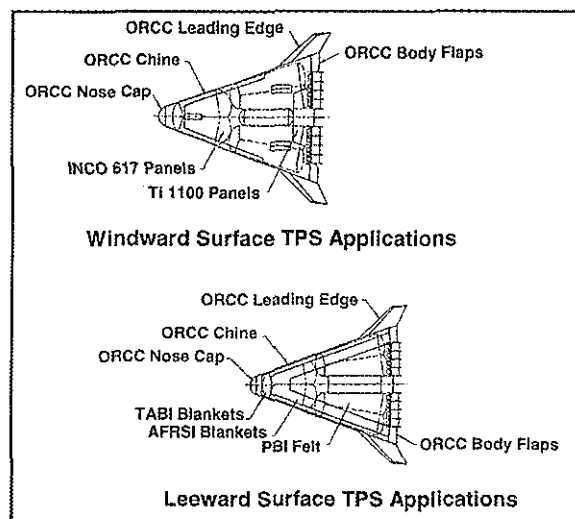 ORCC Leading Edge
ORCC Body Flaps
ORCC Chine
ORCC Nose Cap
INCO 617 Panels
Ti 1100 Panels
Windward Surface TPS Applications
ORCC Leading Edge
ORCC Chine
ORCC Nose Cap
TABI Blankets
AFRSI Blankets
PBI Felt
ORCC Body Flaps
Leeward Surface TPS Applications